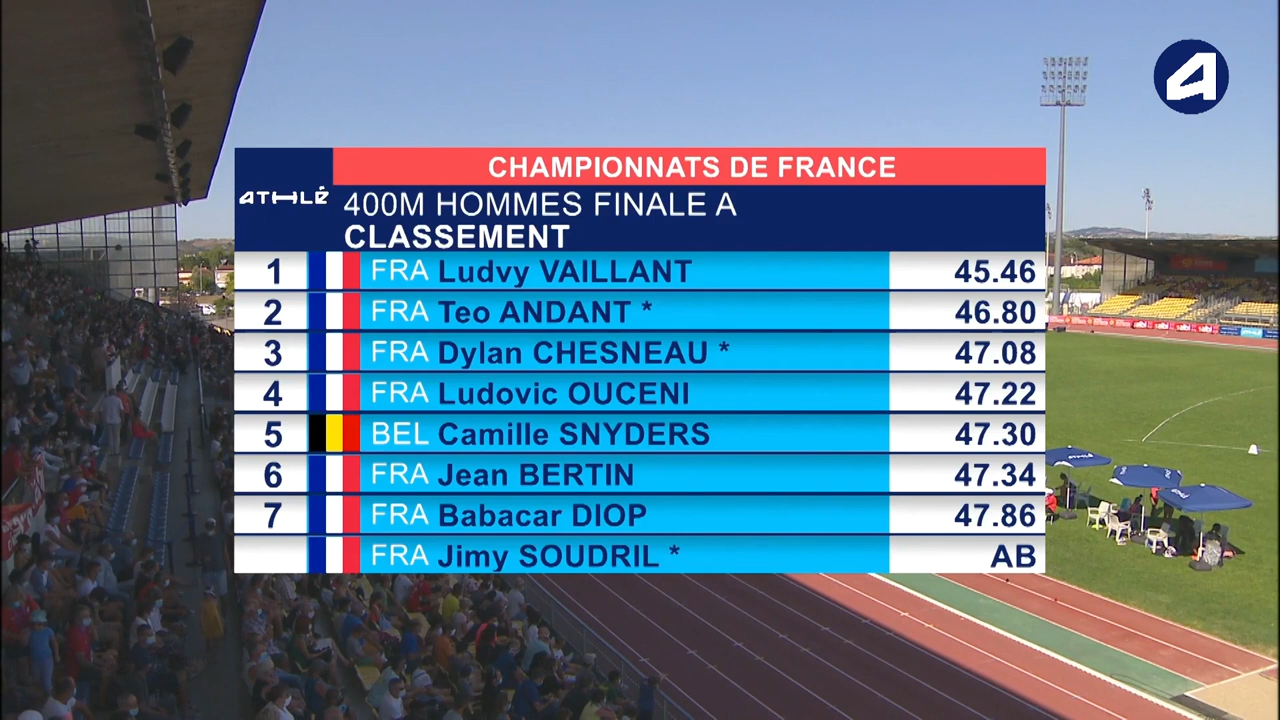 CHAMPIONNATS DE FRANCE
ATHLÉ
400M HOMMES FINALE A
CLASSEMENT
1 FRA Ludvy VAILLANT 45.46
2 FRA Teo ANDANT * 46.80
3 FRA Dylan CHESNEAU * 47.08
4 FRA Ludovic OUCENI 47.22
5 BEL Camille SNYDERS 47.30
6 FRA Jean BERTIN 47.34
7 FRA Babacar DIOP 47.86
FRA Jimy SOUDRIL * AB